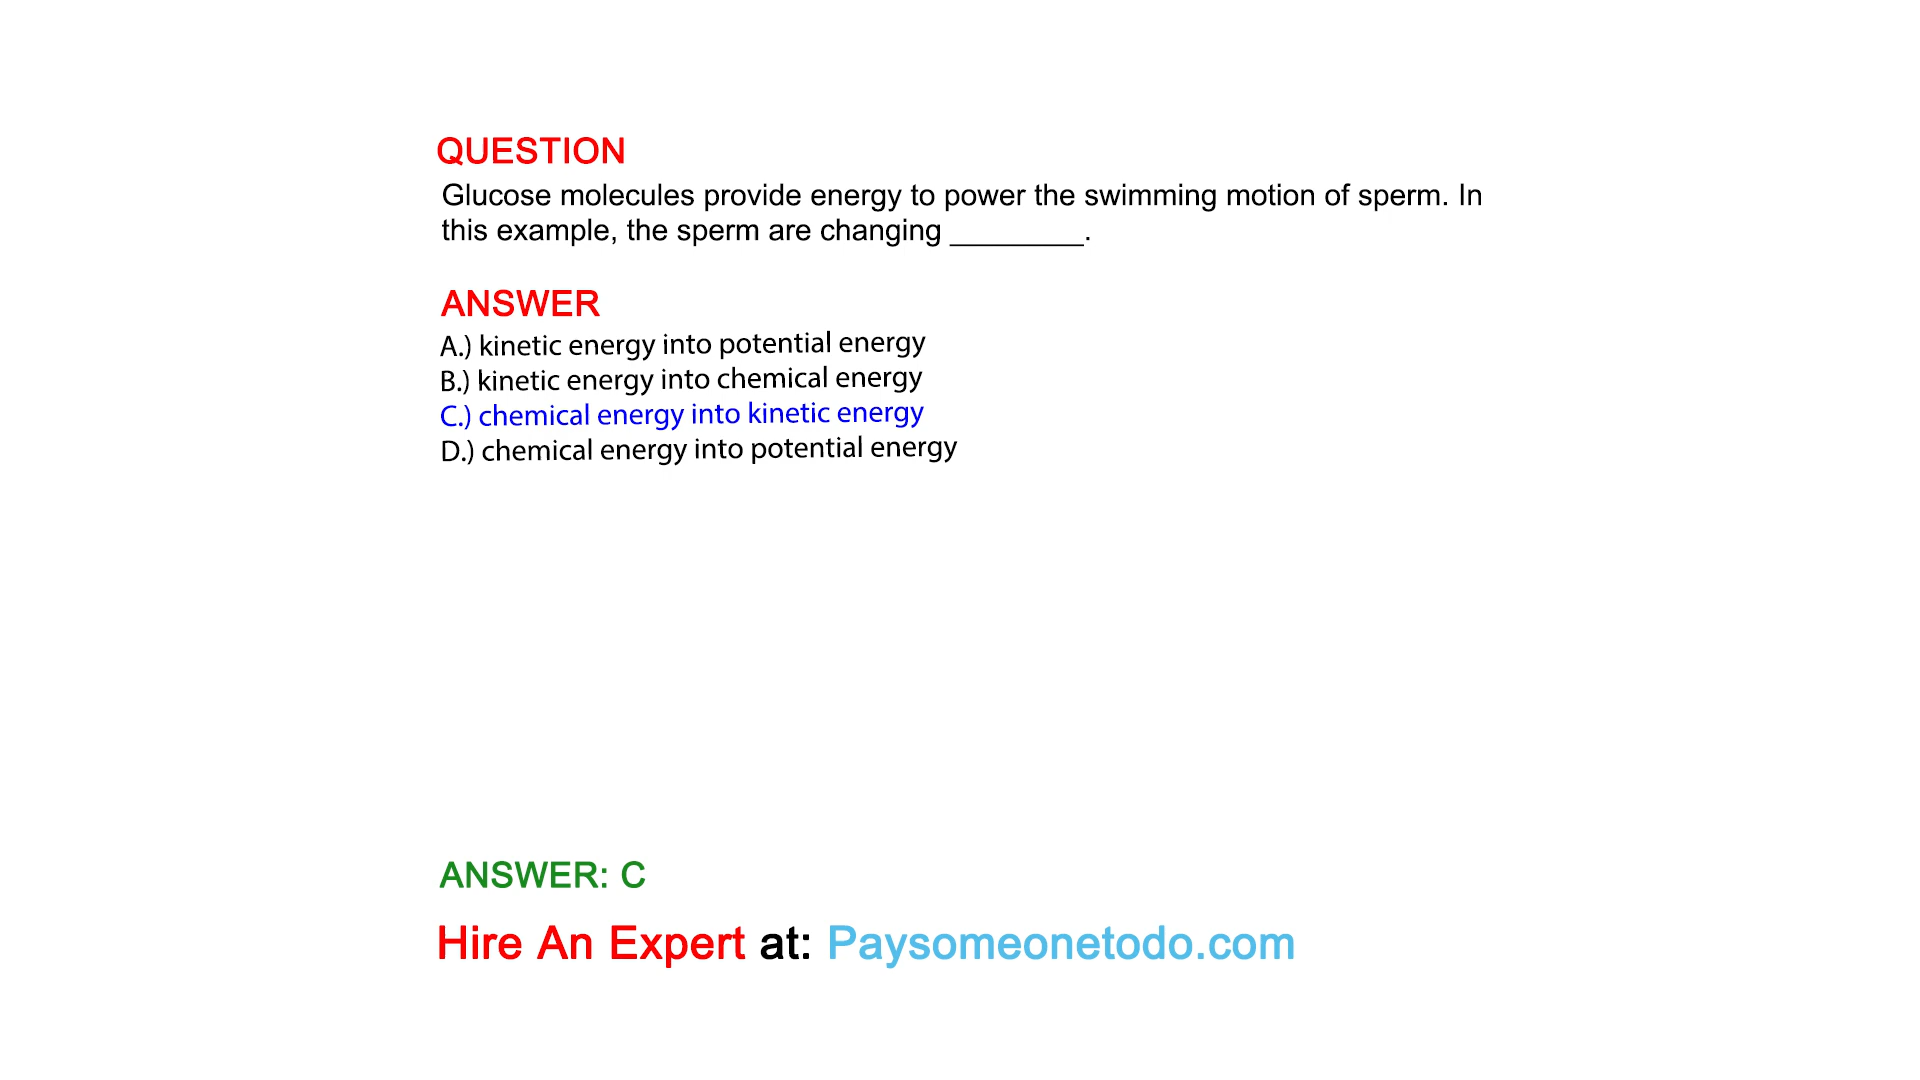 QUESTION
Glucose molecules provide energy to power the swimming motion of sperm. In
this example, the sperm are changing ________.
ANSWER
A.) kinetic energy into potential energy
B.) kinetic energy into chemical energy
C.) chemical energy into kinetic energy
D.) chemical energy into potential energy
ANSWER: C
Hire An Expert at: Paysomeonetodo.com